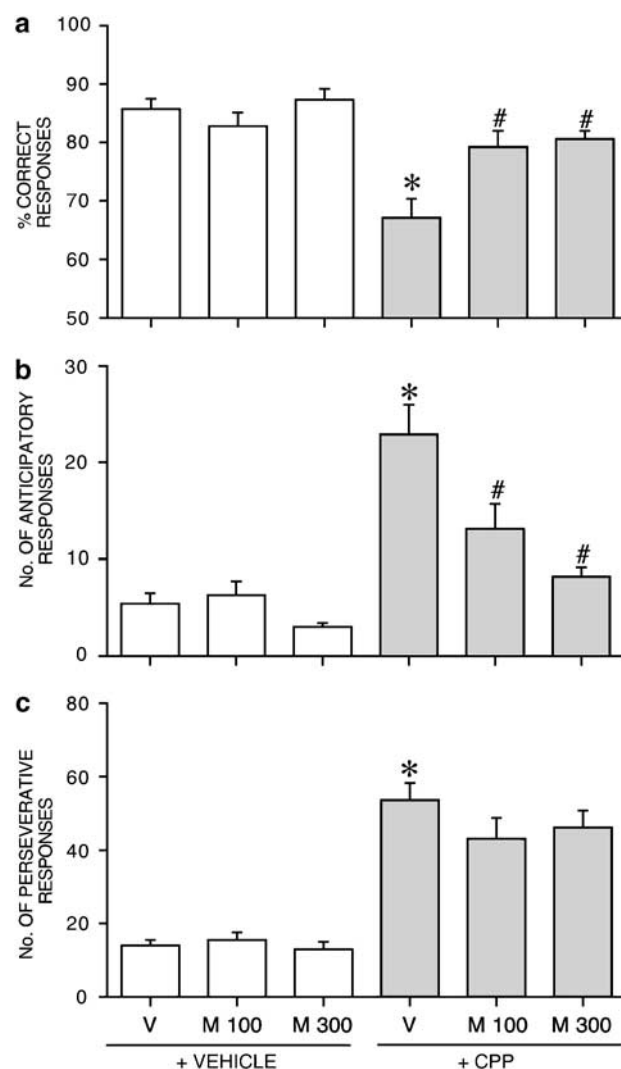 a
100
90
80
70
60
50
% CORRECT
RESPONSES
*
#
#
b
30
20
10
0
No. OF ANTICIPATORY
RESPONSES
*
#
#
c
80
60
40
20
0
No. OF PERSEVERATIVE
RESPONSES
*
V M 100 M 300 V M 100 M 300
+ VEHICLE + CPP